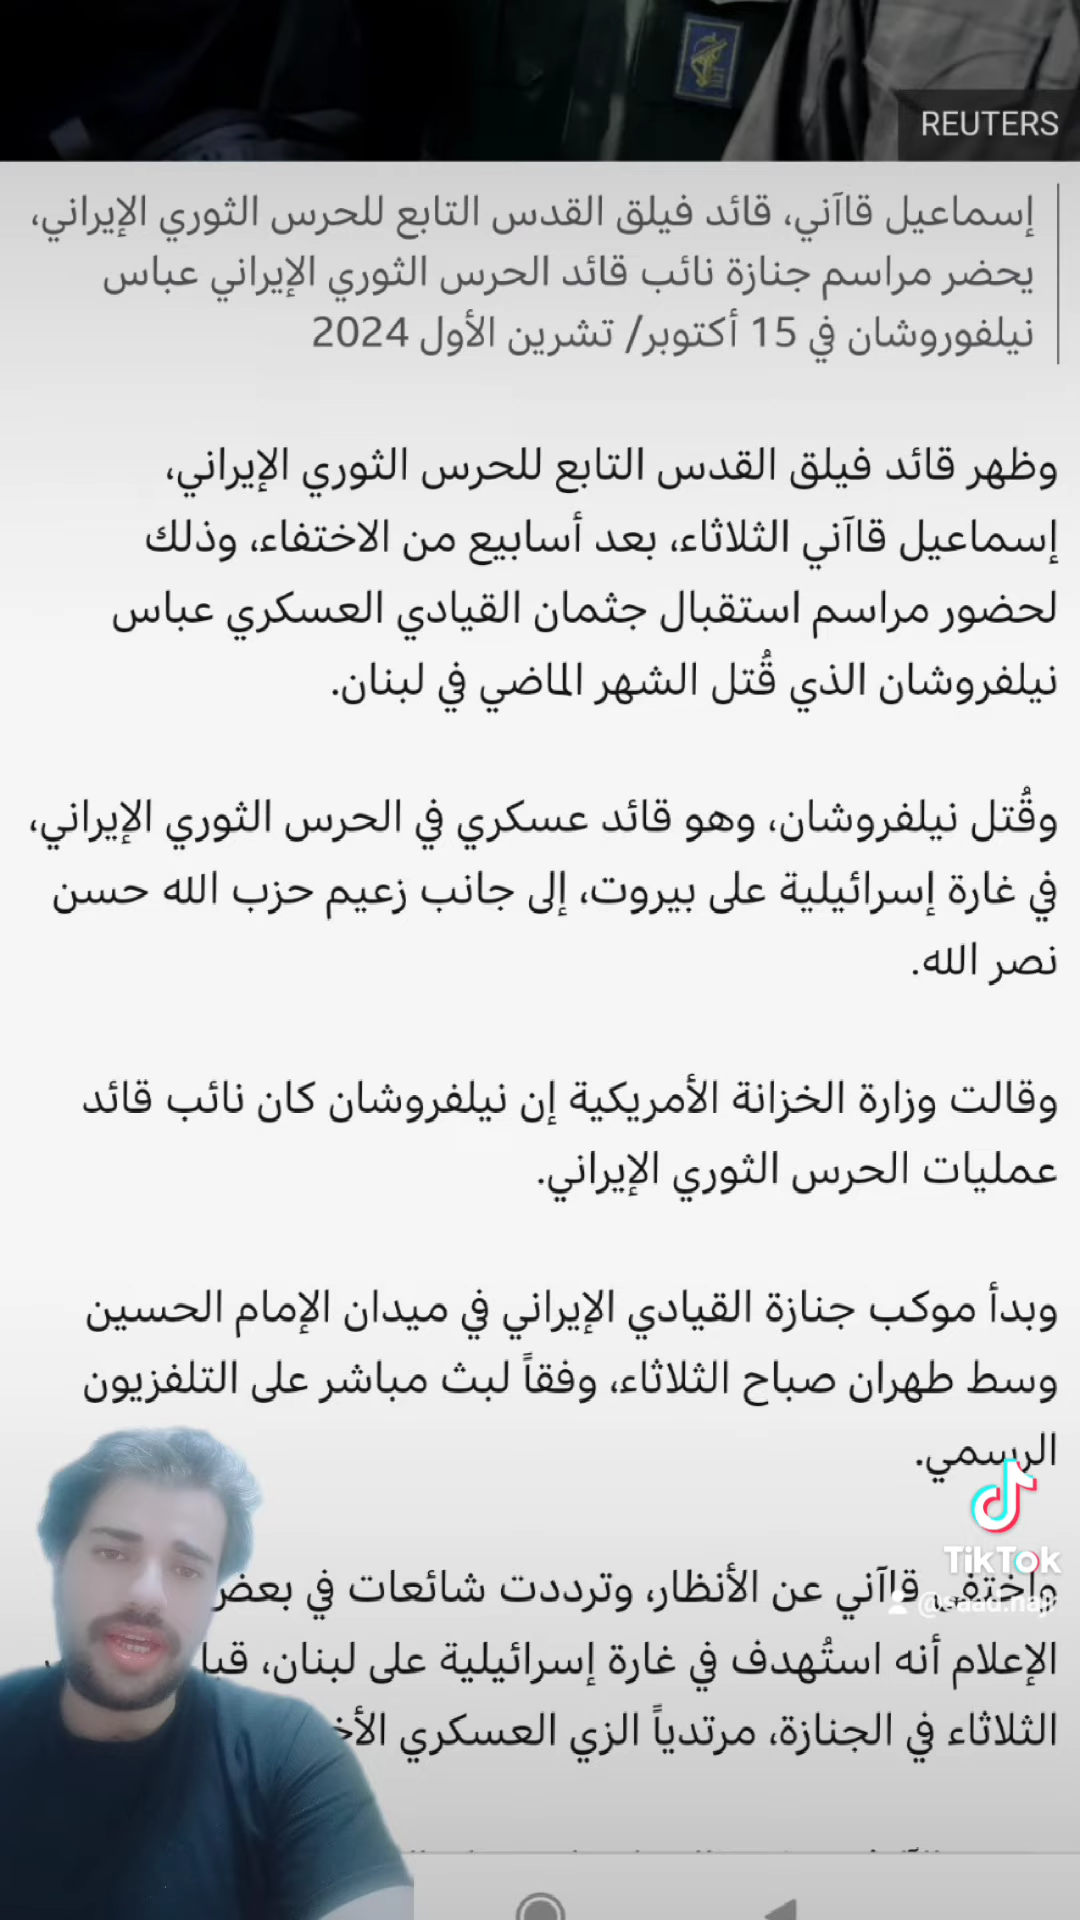 REUTERS
إسماعيل قاآني، قائد فيلق القدس التابع للحرس الثوري الإيراني،
يحضر مراسم جنازة نائب قائد الحرس الثوري الإيراني عباس
نيلفوروشان في 15 أكتوبر/ تشرين الأول 2024
وظهر قائد فيلق القدس التابع للحرس الثوري الإيراني،
إسماعيل قاآني الثلاثاء، بعد أسابيع من الاختفاء، وذلك
لحضور مراسم استقبال جثمان القيادي العسكري عباس
نيلفروشان الذي قُتل الشهر الماضي في لبنان.
وقُتل نيلفروشان، وهو قائد عسكري في الحرس الثوري الإيراني،
في غارة إسرائيلية على بيروت، إلى جانب زعيم حزب الله حسن
نصر الله.
وقالت وزارة الخزانة الأمريكية إن نيلفروشان كان نائب قائد
عمليات الحرس الثوري الإيراني.
وبدأ موكب جنازة القيادي الإيراني في ميدان الإمام الحسين
وسط طهران صباح الثلاثاء، وفقاً لبث مباشر على التلفزيون
الرسمي.
TikTok
واختفى قاآني عن الأنظار، وترددت شائعات في بعض
الإعلام أنه استُهدف في غارة إسرائيلية على لبنان،
الثلاثاء في الجنازة، مرتدياً الزي العسكري